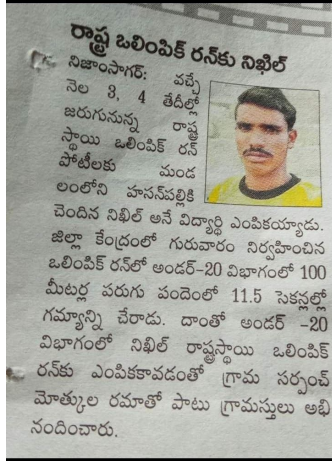 రాష్ట్ర ఒలింపిక్ రన్‌కు నిఖిల్
నిజాంసాగర్: వచ్చే
నెల 3, 4 తేదీల్లో
జరుగునున్న రాష్ట్ర
స్థాయి ఒలింపిక్ రన్
పోటీలకు మండ
లంలోని హసన్‌పల్లికి
చెందిన నిఖిల్ అనే విద్యార్థి ఎంపికయ్యాడు.
జిల్లా కేంద్రంలో గురువారం నిర్వహించిన
ఒలింపిక్ రన్‌లో అండర్-20 విభాగంలో 100
మీటర్ల పరుగు పందెంలో 11.5 సెకన్లల్లో
గమ్యాన్ని చేరాడు. దాంతో అండర్ -20
విభాగంలో నిఖిల్ రాష్ట్రస్థాయి ఒలింపిక్
రన్‌కు ఎంపికకావడంతో గ్రామ సర్పంచ్
మోత్కుల రమాతో పాటు గ్రామస్తులు అభి
నందించారు.